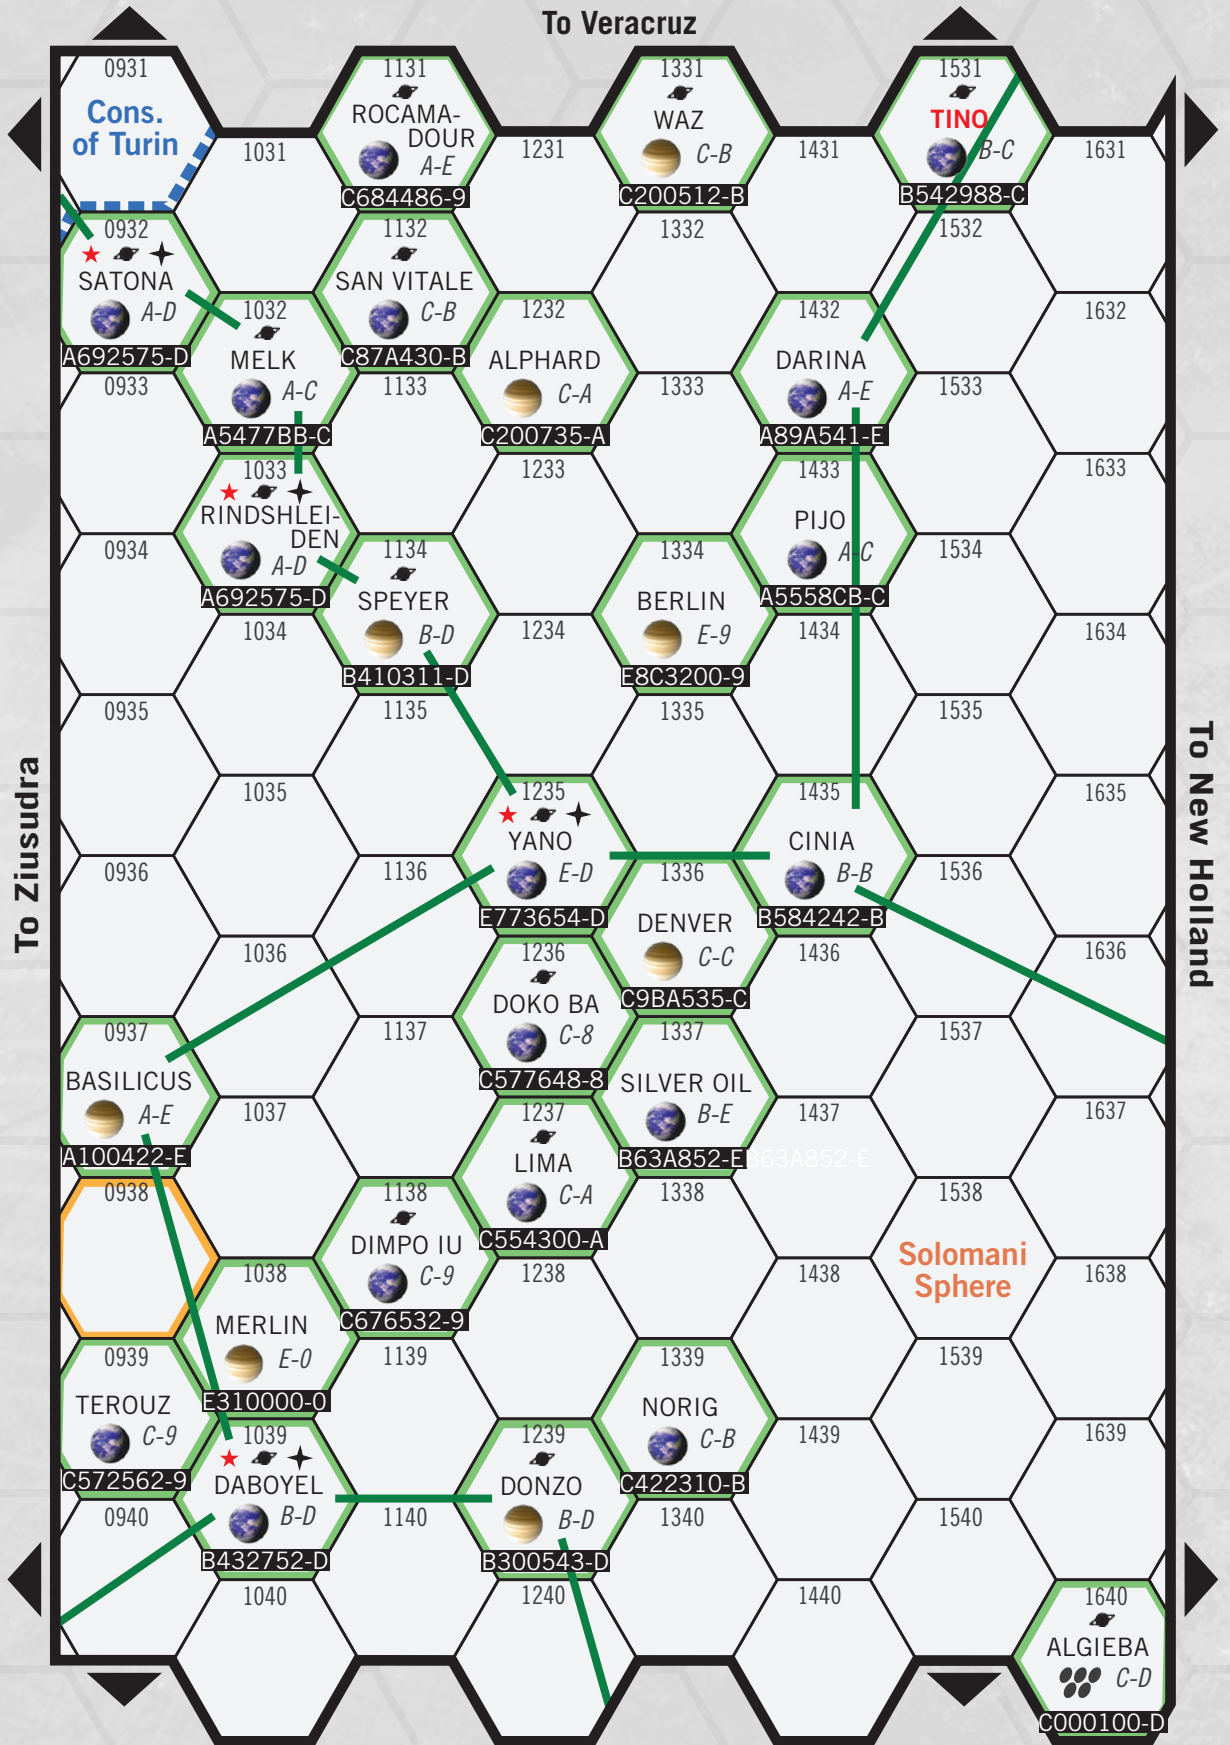 To Veracruz
0931
Cons.
of Turin
1131
ROCAMA-
DOUR
A-E
C684486-9
1331
WAZ
C-B
C200512-B
1531
TINO
B-C
B542988-C
1031
1231
1431
1631
0932
SATONA
A-D
A692575-D
1132
SAN VITALE
C-B
C87A430-B
1332
1532
1032
MELK
A-C
A5477BB-C
1232
ALPHARD
C-A
C200735-A
1432
DARINA
A-E
A89A541-E
1632
0933
1133
1333
1533
1033
RINDSHLEI-
DEN
A-D
A692575-D
1233
1433
PIJO
A-C
A5558CB-C
1633
0934
1134
SPEYER
B-D
B410311-D
1334
BERLIN
E-9
E8C3200-9
1534
1034
1234
1434
1634
0935
1135
1335
1535
1035
1235
YANO
E-D
E773654-D
1435
CINIA
B-B
B584242-B
1635
To Ziusudra
To New Holland
0936
1136
1336
DENVER
C-C
C9BA535-C
1536
1036
1236
DOKO BA
C-8
C577648-8
1436
1636
0937
BASILICUS
A-E
A100422-E
1137
1337
SILVER OIL
B-E
B63A852-E
B63A852-E
1537
1037
1237
LIMA
C-A
C554300-A
1437
1637
0938
1138
DIMPO IU
C-9
C676532-9
1338
1538
Solomani
Sphere
1038
MERLIN
E-0
E310000-0
1238
1438
1638
0939
TEROUZ
C-9
C572562-9
1139
1339
NORIG
C-B
C422310-B
1539
1039
DABOYEL
B-D
B432752-D
1239
DONZO
B-D
B300543-D
1439
1639
0940
1140
1340
1540
1040
1240
1440
1640
ALGIEBA
C-D
C000100-D